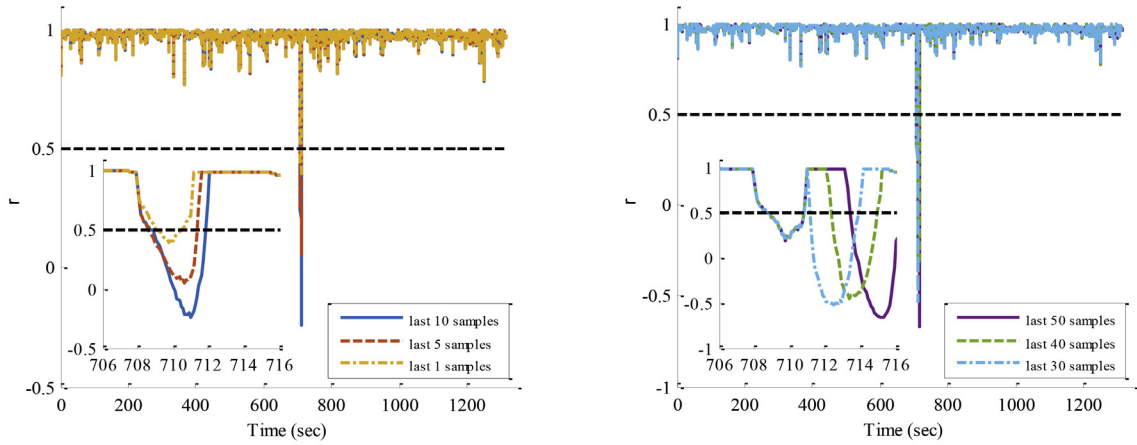 1
0.5
0
-0.5
r
1
0.5
0
-0.5
706 708 710 712 714 716
last 10 samples
last 5 samples
last 1 samples
0 200 400 600 800 1000 1200
Time (sec)
1
0.5
0
-0.5
-1
r
1
0.5
0
-0.5
-1
706 708 710 712 714 716
last 50 samples
last 40 samples
last 30 samples
0 200 400 600 800 1000 1200
Time (sec)